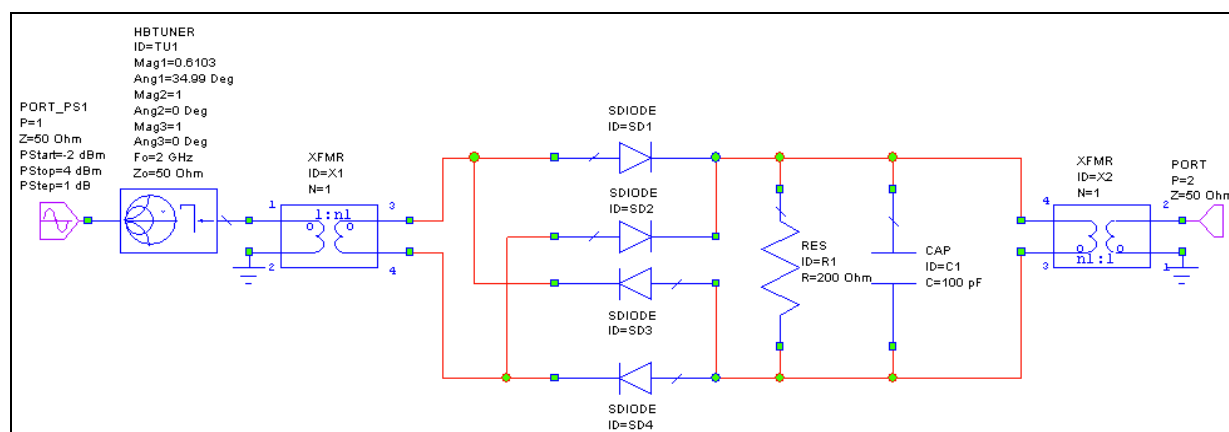 HBTUNER
ID=TU1
Mag1=0.6103
Ang1=34.99 Deg
Mag2=1
Ang2=0 Deg
Mag3=1
Ang3=0 Deg
Fo=2 GHz
Zo=50 Ohm
PORT_PS1
P=1
Z=50 Ohm
PStart=-2 dBm
PStop=4 dBm
PStep=1 dB
XFMR
ID=X1
N=1
1
2
3
4
1:n1
o
o
SDIODE
ID=SD1
SDIODE
ID=SD2
SDIODE
ID=SD3
SDIODE
ID=SD4
RES
ID=R1
R=200 Ohm
CAP
ID=C1
C=100 pF
XFMR
ID=X2
N=1
4
3
2
1
o
o
n1:1
PORT
P=2
Z=50 Ohm